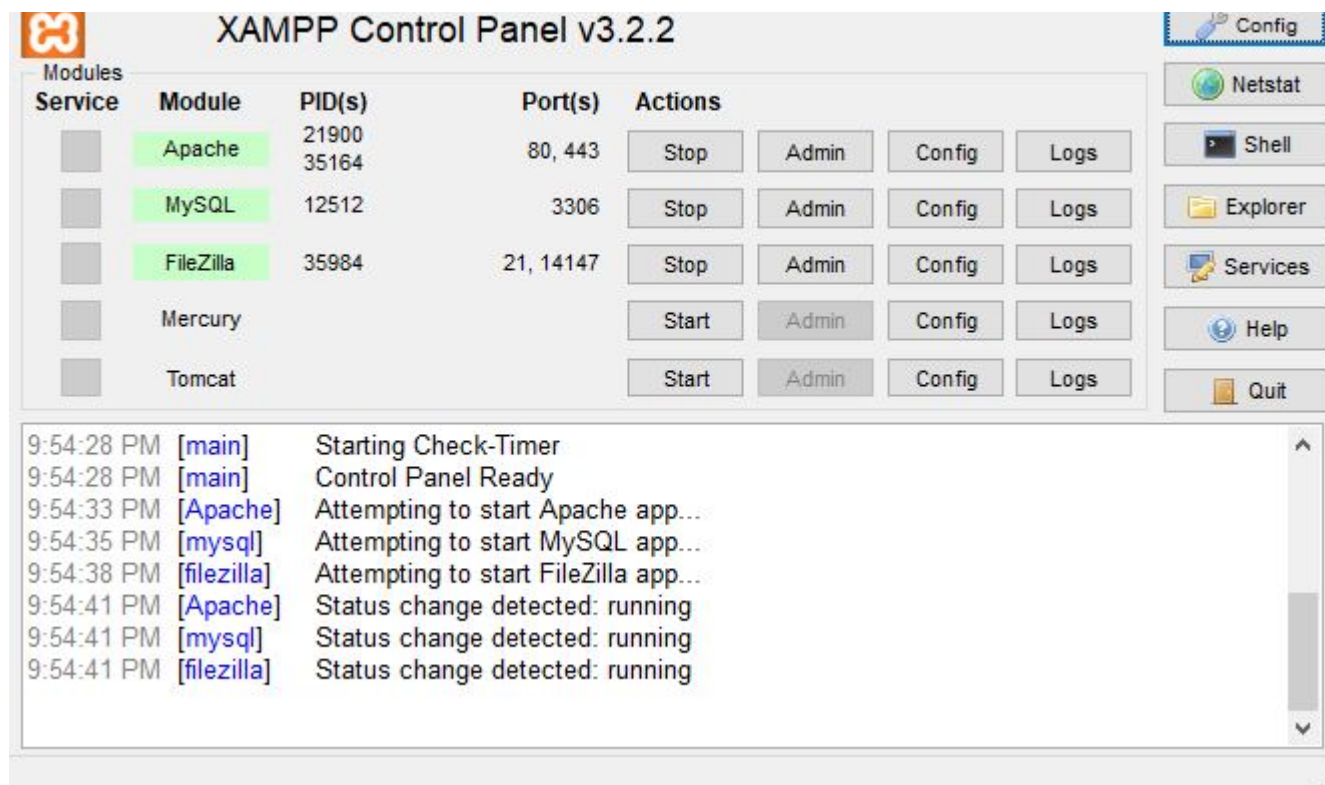 XAMPP Control Panel v3.2.2
Config
Modules
Service Module PID(s) Port(s) Actions
Netstat
Apache 21900 35164 80, 443 Stop Admin Config Logs
Shell
MySQL 12512 3306 Stop Admin Config Logs
Explorer
FileZilla 35984 21, 14147 Stop Admin Config Logs
Services
Mercury Start Admin Config Logs
Help
Tomcat Start Admin Config Logs
Quit
9:54:28 PM [main] Starting Check-Timer
9:54:28 PM [main] Control Panel Ready
9:54:33 PM [Apache] Attempting to start Apache app...
9:54:35 PM [mysql] Attempting to start MySQL app...
9:54:38 PM [filezilla] Attempting to start FileZilla app...
9:54:41 PM [Apache] Status change detected: running
9:54:41 PM [mysql] Status change detected: running
9:54:41 PM [filezilla] Status change detected: running